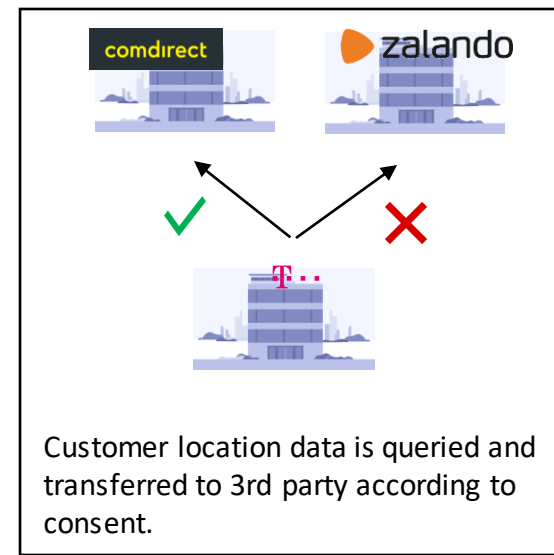 comdirect
zalando
T··
Customer location data is queried and
transferred to 3rd party according to
consent.